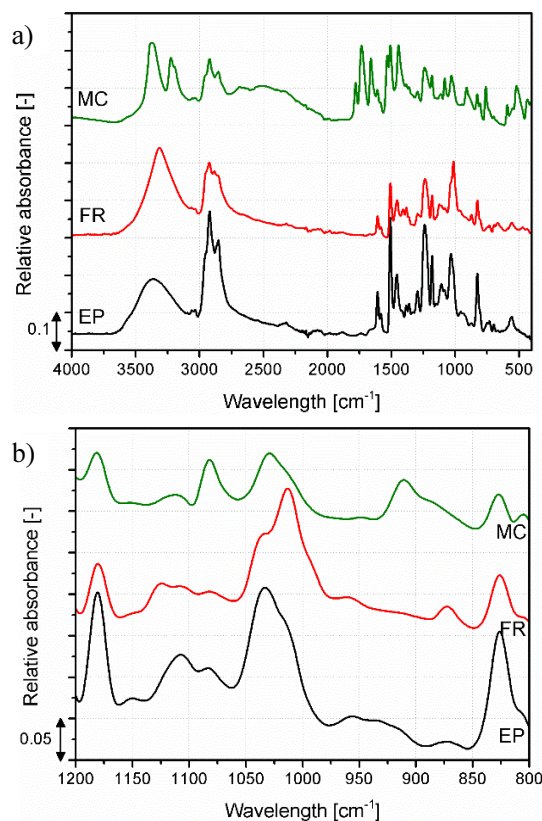 a)
MC
FR
EP
Relative absorbance [-]
0.1
4000 3500 3000 2500 2000 1500 1000 500
Wavelength [cm⁻¹]
b)
MC
FR
EP
Relative absorbance [-]
0.05
1200 1150 1100 1050 1000 950 900 850 800
Wavelength [cm⁻¹]